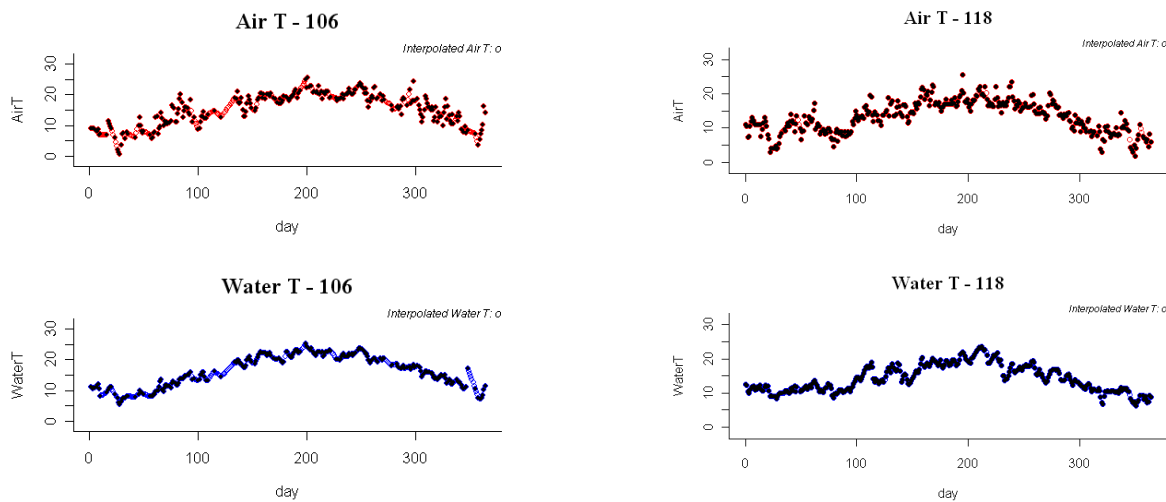 Air T - 106
Interpolated Air T: o
AirT
0 10 20 30
0 100 200 300
day
Air T - 118
Interpolated Air T: o
AirT
0 10 20 30
0 100 200 300
day
Water T - 106
Interpolated Water T: o
WaterT
0 10 20 30
0 100 200 300
day
Water T - 118
Interpolated Water T: o
WaterT
0 10 20 30
0 100 200 300
day